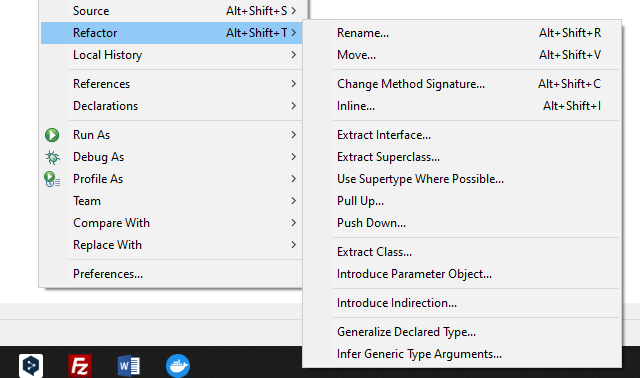 Source Alt+Shift+S
Refactor Alt+Shift+T
Local History
References
Declarations
Run As
Debug As
Profile As
Team
Compare With
Replace With
Preferences...
Rename... Alt+Shift+R
Move... Alt+Shift+V
Change Method Signature... Alt+Shift+C
Inline... Alt+Shift+I
Extract Interface...
Extract Superclass...
Use Supertype Where Possible...
Pull Up...
Push Down...
Extract Class...
Introduce Parameter Object...
Introduce Indirection...
Generalize Declared Type...
Infer Generic Type Arguments...
Fz
W